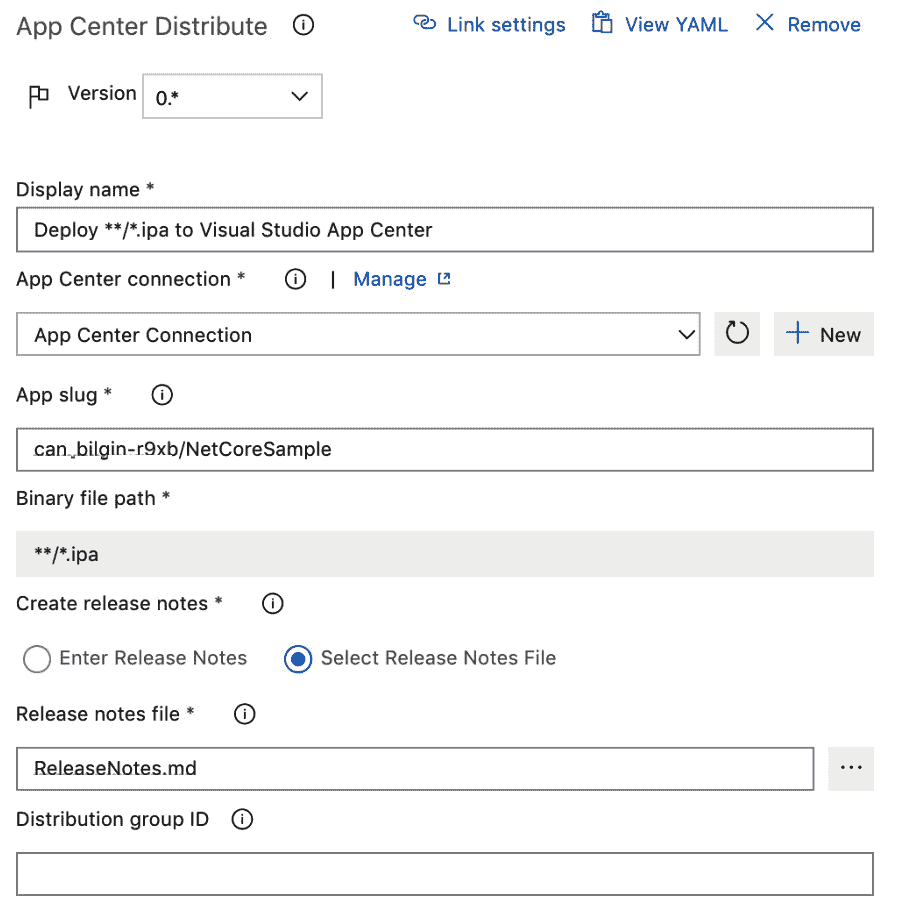 App Center Distribute Link settings View YAML Remove
Version 0.*
Display name *
Deploy **/*.ipa to Visual Studio App Center
App Center connection * | Manage
App Center Connection New
App slug *
can_bilgin-r9xb/NetCoreSample
Binary file path *
**/*.ipa
Create release notes *
Enter Release Notes Select Release Notes File
Release notes file *
ReleaseNotes.md ...
Distribution group ID